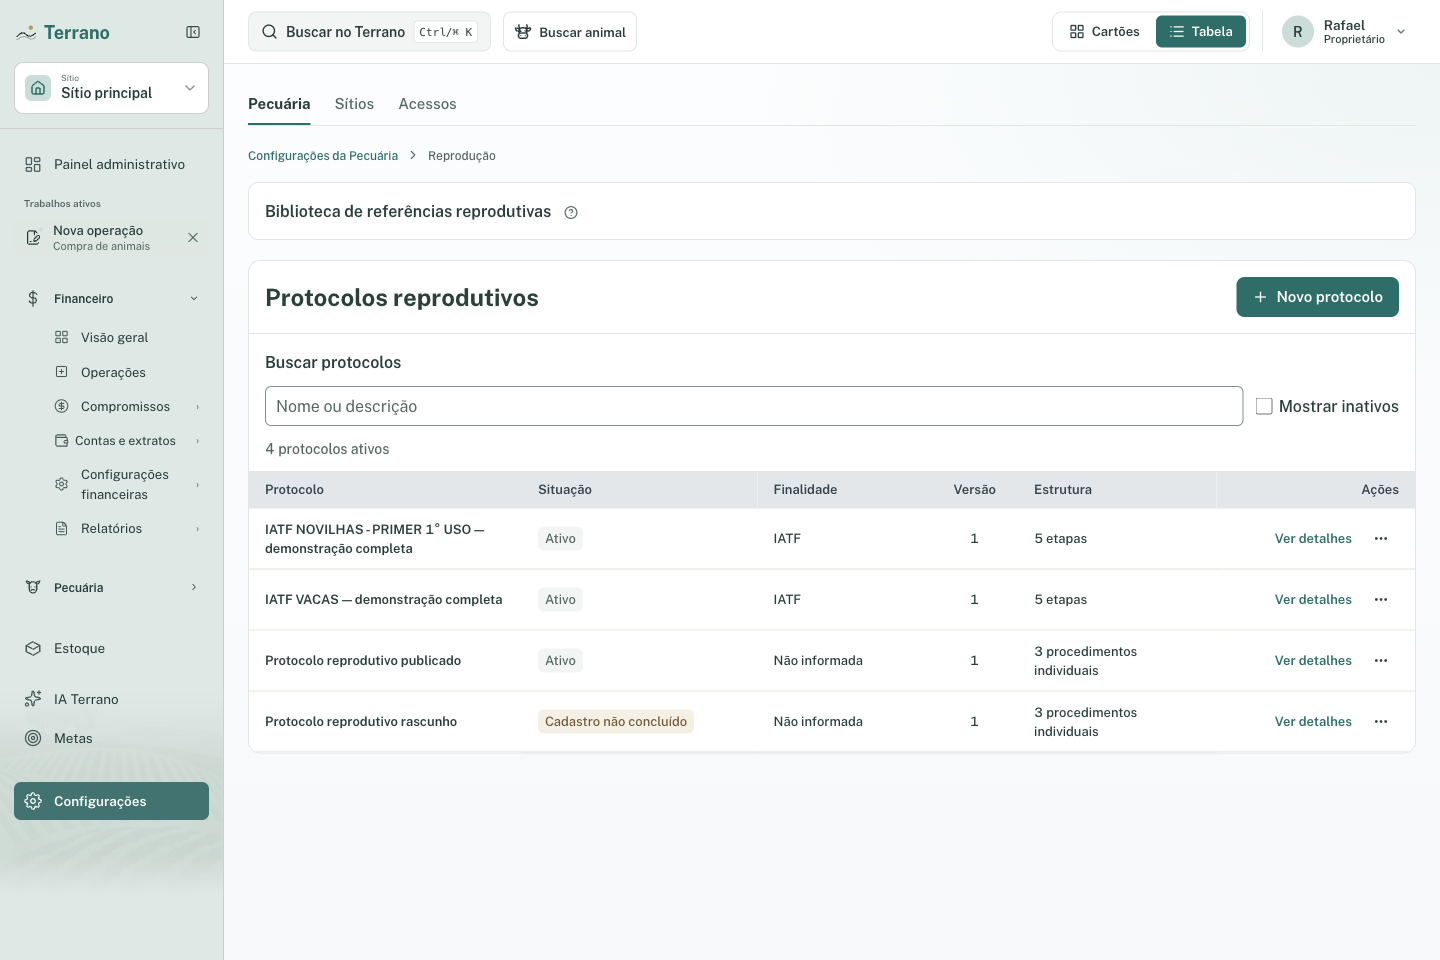 Terrano
Sítio
Sítio principal
Painel administrativo
Trabalhos ativos
Nova operação
Compra de animais
Financeiro
Visão geral
Operações
Compromissos
Contas e extratos
Configurações
financeiras
Relatórios
Pecuária
Estoque
IA Terrano
Metas
Configurações
Buscar no Terrano Ctrl/⌘ K
Buscar animal
Cartões
Tabela
R
Rafael
Proprietário
Pecuária Sítios Acessos
Configurações da Pecuária > Reprodução
Biblioteca de referências reprodutivas
Protocolos reprodutivos
+ Novo protocolo
Buscar protocolos
Nome ou descrição
Mostrar inativos
4 protocolos ativos
Protocolo Situação Finalidade Versão Estrutura Ações
IATF NOVILHAS - PRIMER 1° USO —
demonstração completa
Ativo IATF 1 5 etapas Ver detalhes
IATF VACAS — demonstração completa Ativo IATF 1 5 etapas Ver detalhes
Protocolo reprodutivo publicado Ativo Não informada 1 3 procedimentos
individuais
Ver detalhes
Protocolo reprodutivo rascunho Cadastro não concluído Não informada 1 3 procedimentos
individuais
Ver detalhes